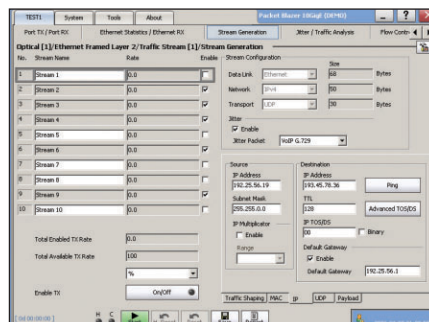 TEST1 System Tools About Packet Blazer EtheGigE (DEMO)
Port TX / Port RX Ethernet Statistics / Ethernet RX Stream Generation Jitter / Traffic Analysis Flow Contr
Optical [1]/Ethernet Framed Layer 2/Traffic Stream [1]/Stream Generation
No. Stream Name Rate Enable
1 Stream 1 0.0
2 Stream 2 0.0
3 Stream 3 0.0
4 Stream 4 0.0
5 Stream 5 0.0
6 Stream 6 0.0
7 Stream 7 0.0
8 Stream 8 0.0
9 Stream 9 0.0
10 Stream 10 0.0
Total Enabled TX Rate 0.0
Total Available TX Rate 100
%
Enable TX On/Off
Stream Configuration
Size
Data Link Ethernet 68 Bytes
Network IPv4 50 Bytes
Transport UDP 30 Bytes
Jitter
Enable
Jitter Packet VoIP G.729
Source
IP Address
192.25.56.19
Subnet Mask
255.255.0.0
IP Multiplicator
Enable
Range
Destination
IP Address
193.45.78.36 Ping
TTL
128 Advanced TOS/DS
IP TOS/DS
00 Binary
Default Gateway
Enable
Default Gateway 192.25.56.1
Traffic Shaping MAC IP UDP Payload
[0d 00:00:00] H C